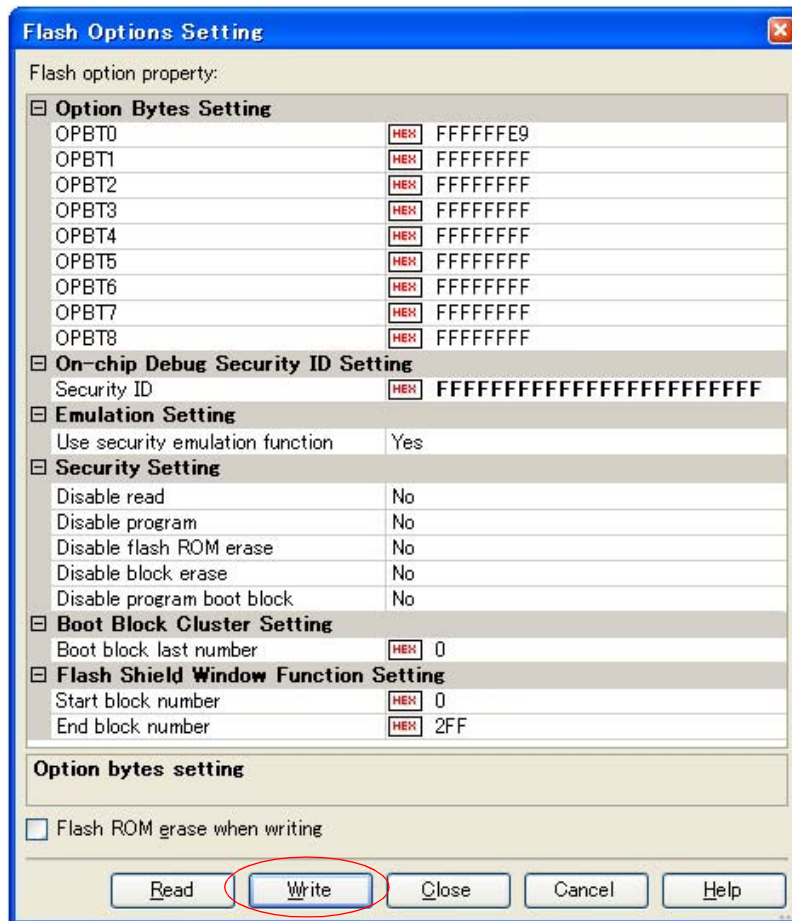 Flash Options Setting
Flash option property:
Option Bytes Setting
OPBT0 HEX FFFFFFE9
OPBT1 HEX FFFFFFFF
OPBT2 HEX FFFFFFFF
OPBT3 HEX FFFFFFFF
OPBT4 HEX FFFFFFFF
OPBT5 HEX FFFFFFFF
OPBT6 HEX FFFFFFFF
OPBT7 HEX FFFFFFFF
OPBT8 HEX FFFFFFFF
On-chip Debug Security ID Setting
Security ID HEX FFFFFFFFFFFFFFFFFFFFFFFF
Emulation Setting
Use security emulation function Yes
Security Setting
Disable read No
Disable program No
Disable flash ROM erase No
Disable block erase No
Disable program boot block No
Boot Block Cluster Setting
Boot block last number HEX 0
Flash Shield Window Function Setting
Start block number HEX 0
End block number HEX 2FF
Option bytes setting
Flash ROM erase when writing
Read Write Close Cancel Help